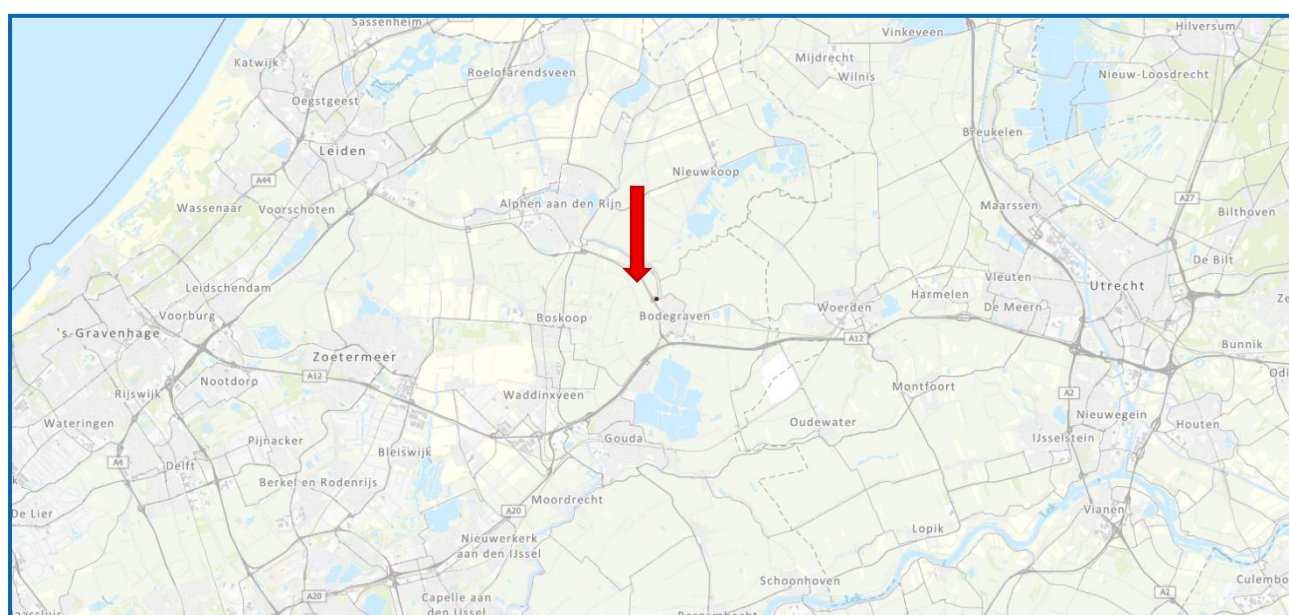 Sassenheim
Vinkeveen
Hilversum
Katwijk
Mijdrecht
Roelofarendsveen
Wilnis
Nieuw-Loosdrecht
Oegstgeest
Breukelen
Leiden
Nieuwkoop
A44
A27
Wassenaar
Voorschoten
Alphen aan den Rijn
Maarssen
Bilthoven
De Bilt
Vleuten
Leidschendam
Utrecht
Harmelen
Woerden
De Meern
Voorburg
Boskoop
Bodegraven
's-Gravenhage
Zoetermeer
A12
Bunnik
Nootdorp
A12
Rijswijk
Montfoort
Waddinxveen
A2
Wateringen
Oudewater
Nieuwegein
Houten
Pijnacker
Gouda
IJsselstein
Bleiswijk
A4
Delft
Berkel en Rodenrijs
Moordrecht
A20
Vianen
De Lier
Lek
Lopik
Nieuwerkerk
aan den IJssel
Schoonhoven
Culembo
Capelle aan
den IJssel
A20
A2